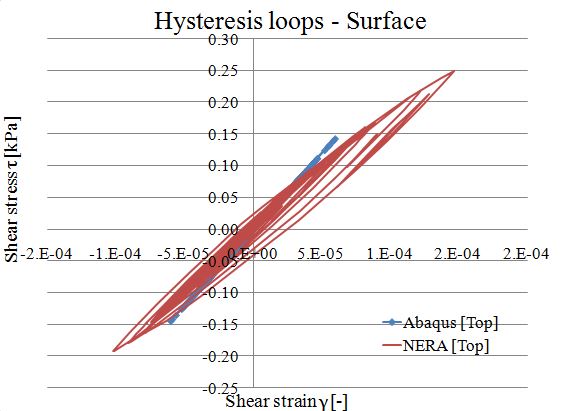 Hysteresis loops - Surface
0.30
0.25
0.20
0.15
0.10
0.05
0.00
-2.E-04 -1.E-04 -5.E-05 0.E+00 5.E-05 1.E-04 2.E-04 2.E-04
-0.05
-0.10
-0.15
-0.20
-0.25
Shear stress τ [kPa]
Shear strain γ [-]
Abaqus [Top]
NERA [Top]